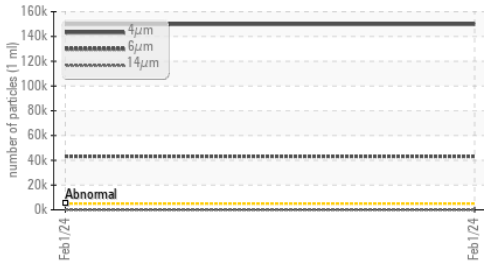 160k
140k
120k
100k
80k
60k
40k
20k
0k
number of particles (1 ml)
4µm
6µm
14µm
Abnormal
Feb1/24
Feb1/24